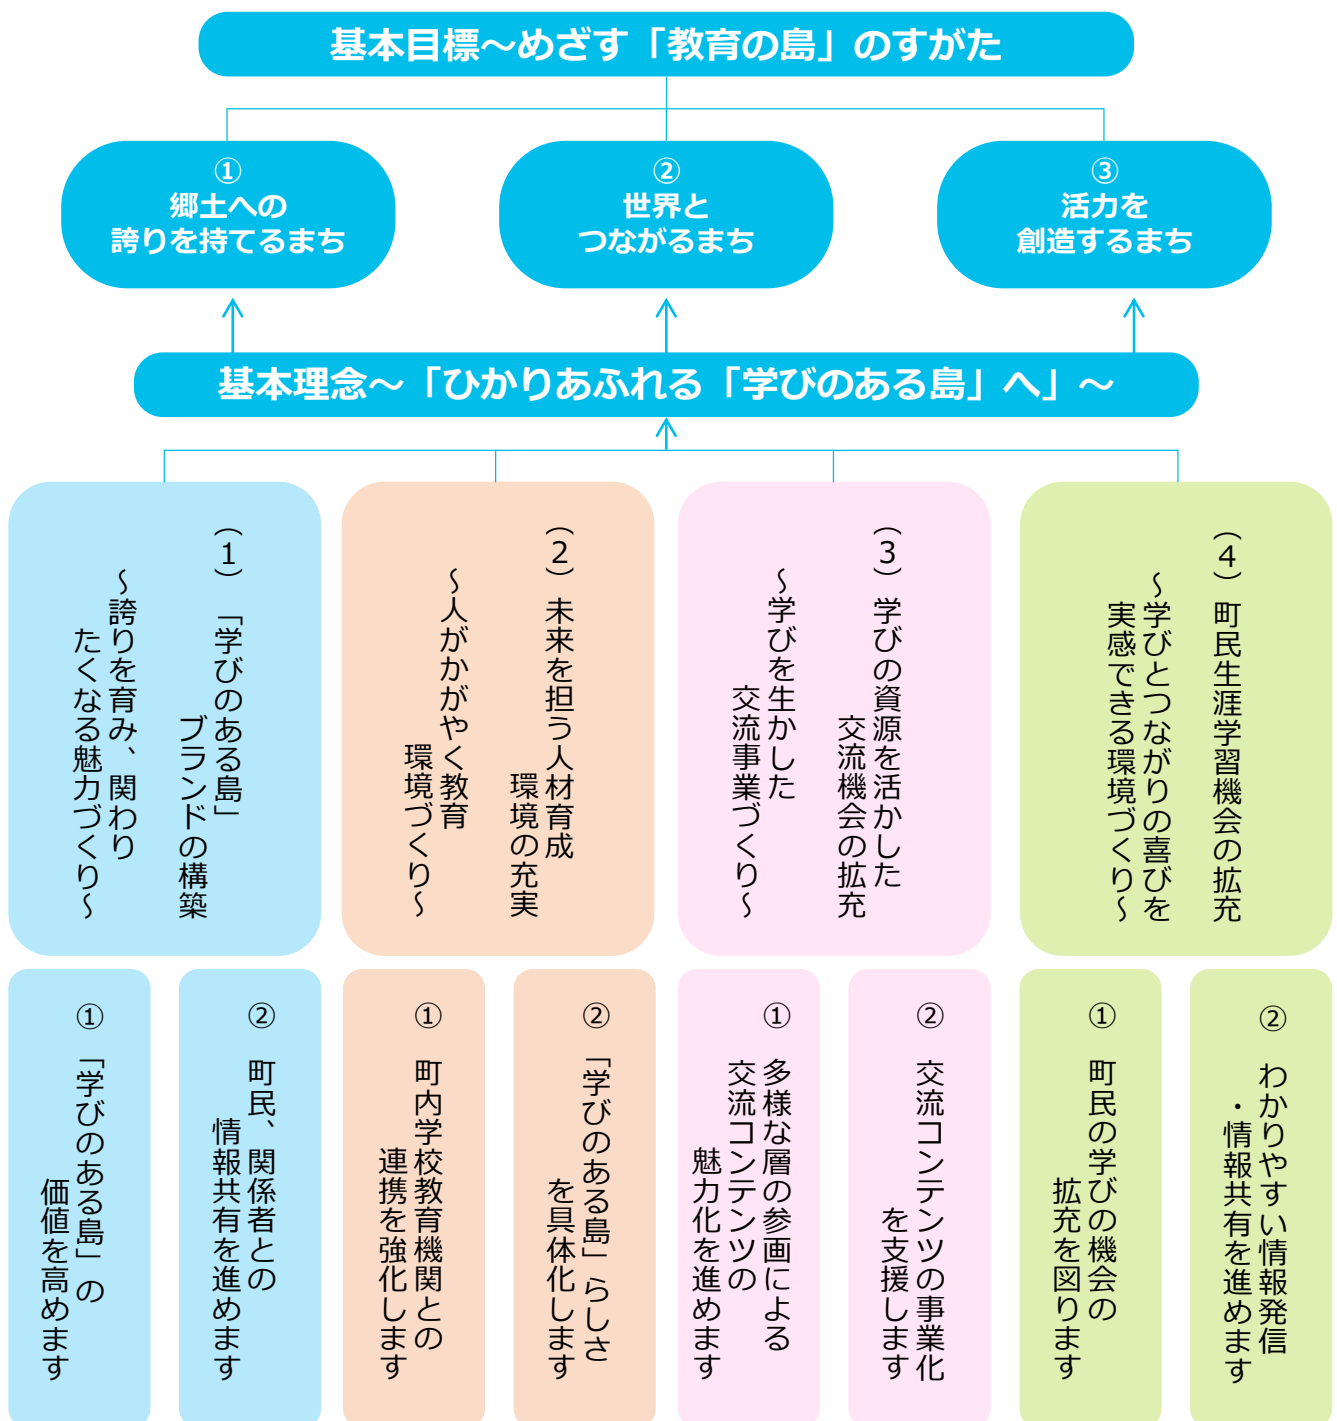 基本目標～めざす「教育の島」のすがた
①
郷土への
誇りを持てるまち
②
世界と
つながるまち
③
活力を
創造するまち
基本理念～「ひかりあふれる「学びのある島」へ」～
(1)「学びのある島」
ブランドの構築
～誇りを育み、関わり
たくなる魅力づくり～
(2)未来を担う人材育成
環境の充実
～人がかがやく教育
環境づくり～
(3)学びの資源を活かした
交流機会の拡充
～学びを生かした
交流事業づくり～
(4)町民生涯学習機会の拡充
～学びとつながりの喜びを
実感できる環境づくり～
①「学びのある島」の
価値を高めます
②町民、関係者との
情報共有を進めます
①町内学校教育機関との
連携を強化します
②「学びのある島」らしさ
を具体化します
①多様な層の参画による
交流コンテンツの
魅力化を進めます
②交流コンテンツの事業化
を支援します
①町民の学びの機会の
拡充を図ります
②わかりやすい情報発信
・情報共有を進めます